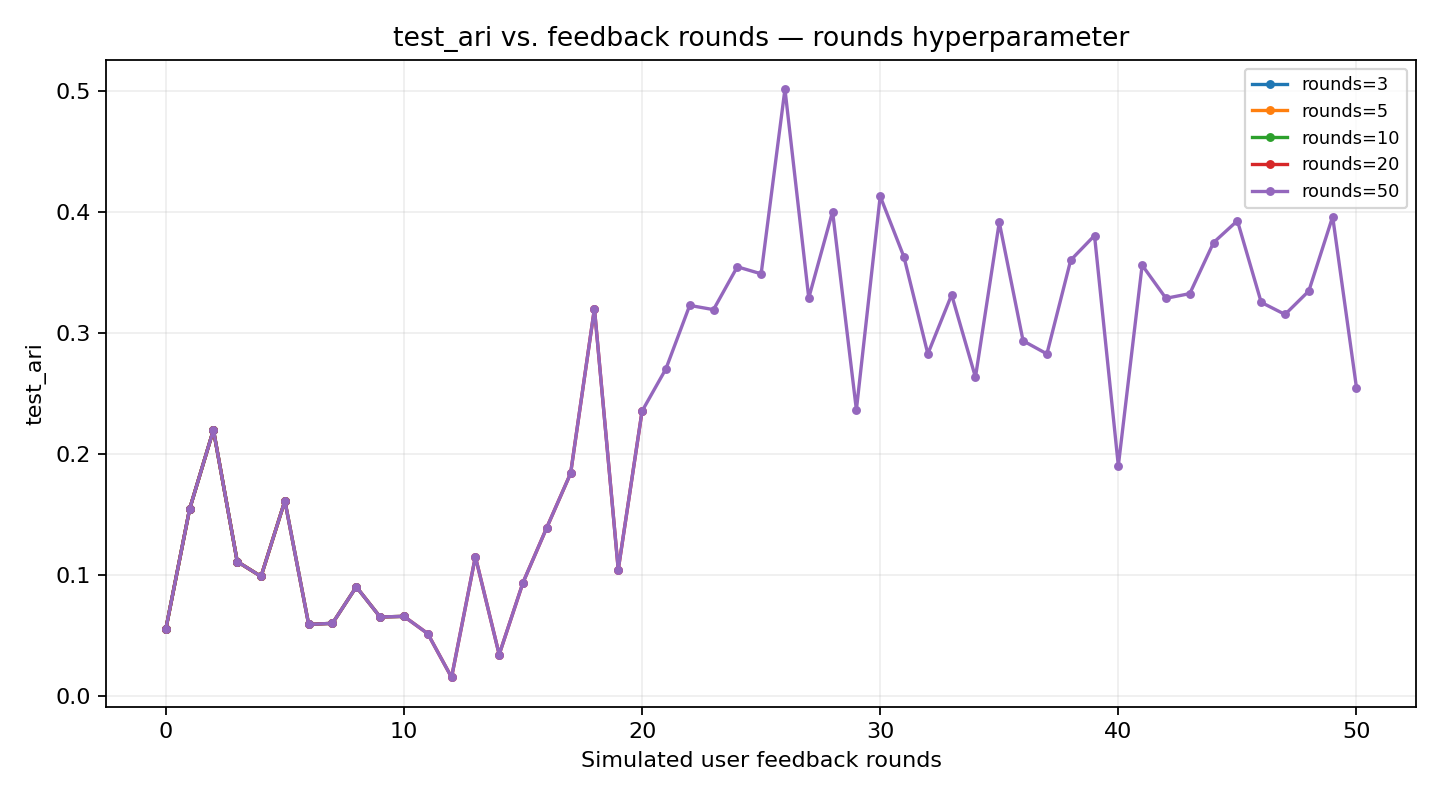 test_ari vs. feedback rounds — rounds hyperparameter
rounds=3
rounds=5
rounds=10
rounds=20
rounds=50
test_ari
0.5
0.4
0.3
0.2
0.1
0.0
0 10 20 30 40 50
Simulated user feedback rounds